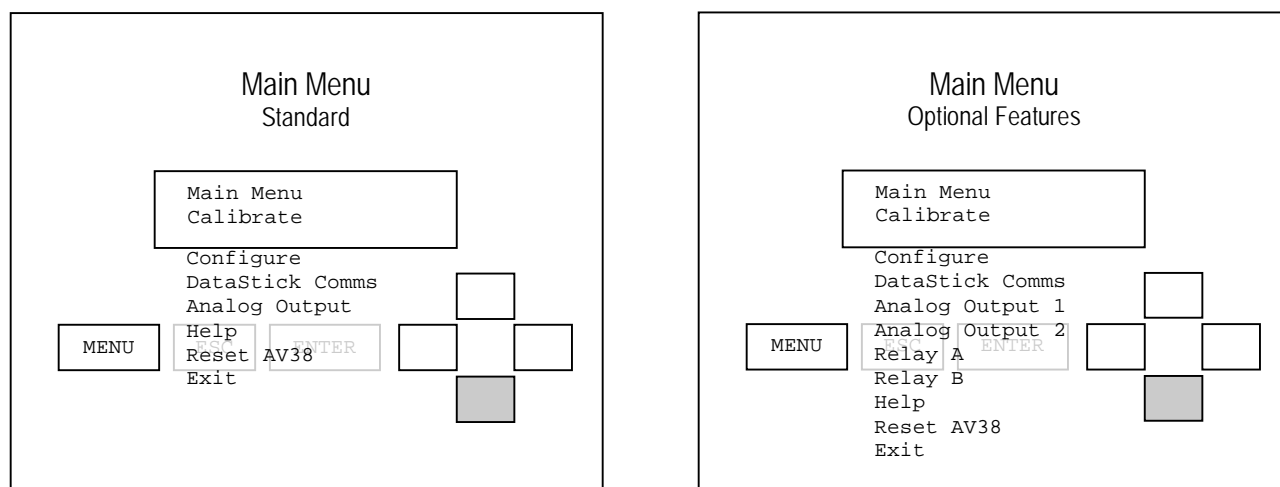 Main Menu
Standard
Main Menu
Calibrate
Configure
DataStick Comms
Analog Output
Help
Reset AV38
Exit
MENU
ESC
ENTER
Main Menu
Optional Features
Main Menu
Calibrate
Configure
DataStick Comms
Analog Output 1
Analog Output 2
Relay A
Relay B
Help
Reset AV38
Exit
MENU
ESC
ENTER